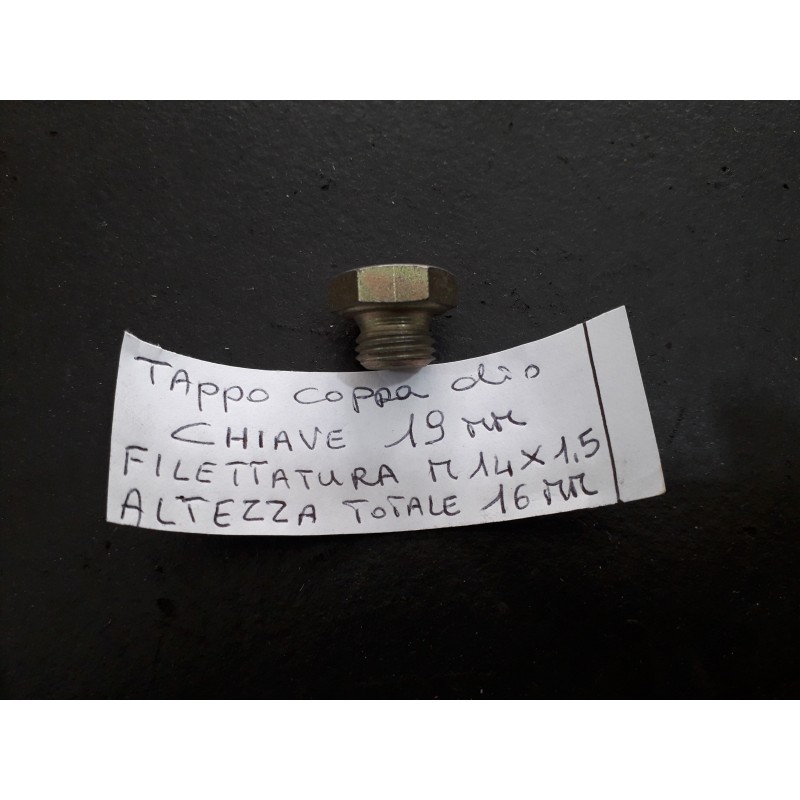 TAPPO coppa olio
CHIAVE 19 mm
FILETTATURA M 14 X 1,5
ALTEZZA TOTALE 16 mm